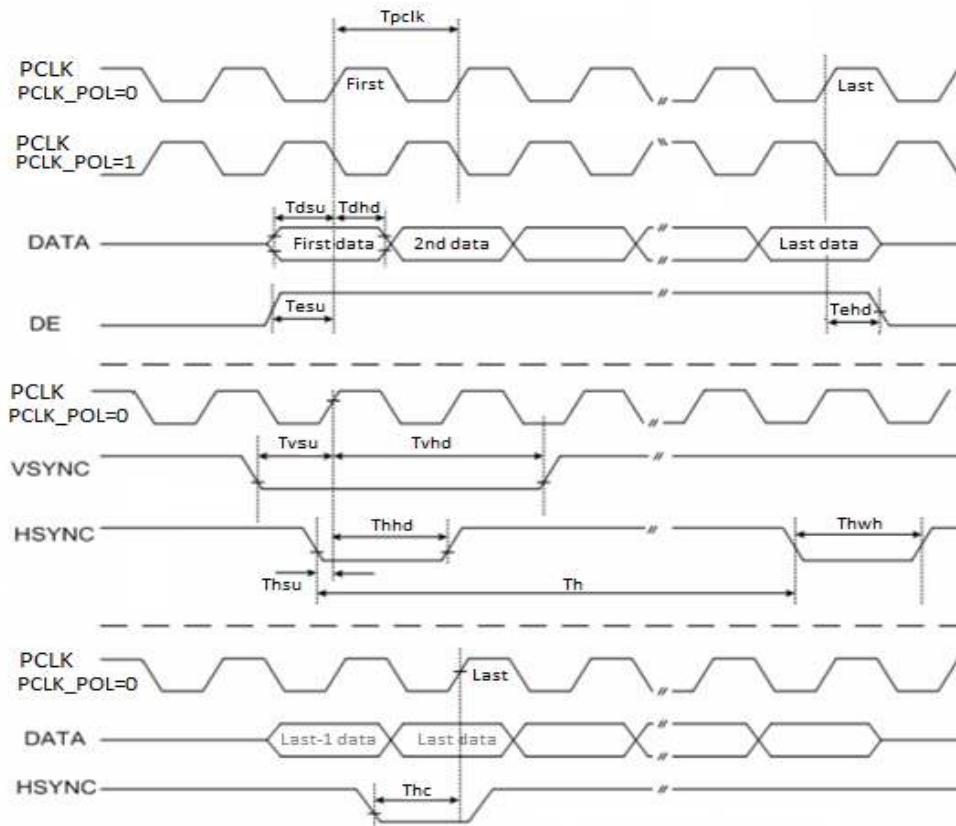 Tpclk
PCLK
PCLK_POL=0
First
Last
PCLK
PCLK_POL=1
Tdsu
Tdhd
DATA
First data
2nd data
Last data
DE
Tesu
Tehd
PCLK
PCLK_POL=0
Tvsu
Tvhd
VSYNC
HSYNC
Thhd
Thwh
Thsu
Th
PCLK
PCLK_POL=0
Last
DATA
Last-1 data
Last data
HSYNC
Thc